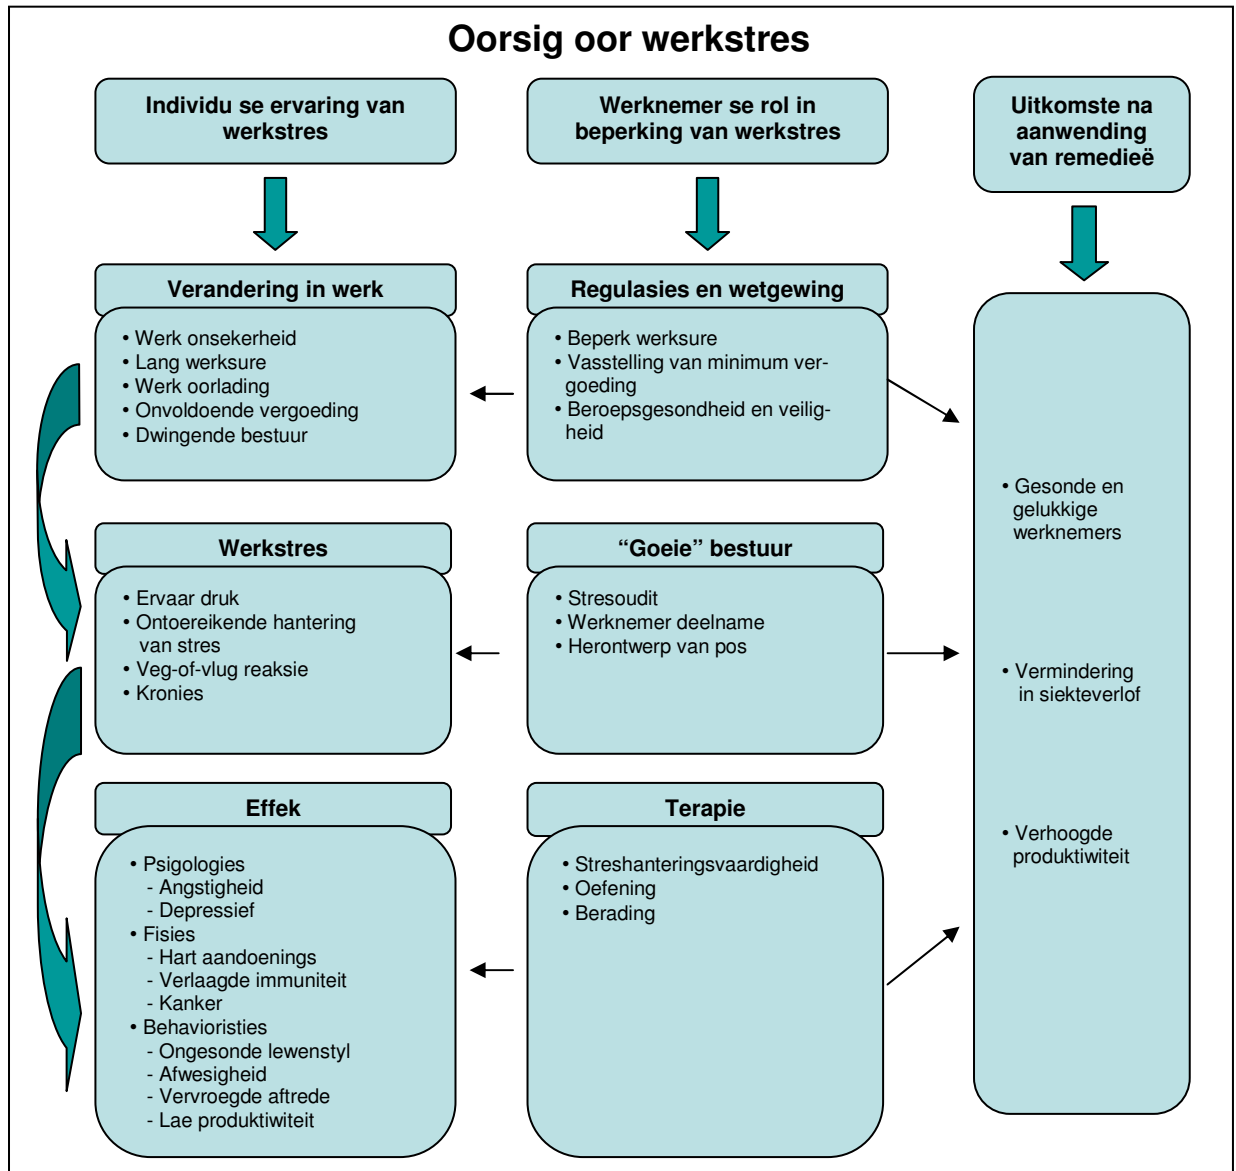 Oorsig oor werkstres
Individu se ervaring van
werkstres
Werknemer se rol in
beperking van werkstres
Uitkomste na
aanwending
van remedieë
Verandering in werk
• Werk onsekerheid
• Lang werksure
• Werk oorlading
• Onvoldoende vergoeding
• Dwingende bestuur
Regulasies en wetgewing
• Beperk werksure
• Vasstelling van minimum ver-
goeding
• Beroepsgesondheid en veilig-
heid
Werkstres
• Ervaar druk
• Ontoereikende hantering
van stres
• Veg-of-vlug reaksie
• Kronies
“Goeie” bestuur
• Stresoudit
• Werknemer deelname
• Herontwerp van pos
Effek
• Psigologies
- Angstigheid
- Depressief
• Fisies
- Hart aandoenings
- Verlaagde immuniteit
- Kanker
• Behavioristies
- Ongesonde lewenstyl
- Afwesigheid
- Vervroegde aftrede
- Lae produktiwiteit
Terapie
• Streshanteringsvaardigheid
• Oefening
• Berading
• Gesonde en
gelukkige
werknemers
• Vermindering
in siekteverlof
• Verhoogde
produktiwiteit